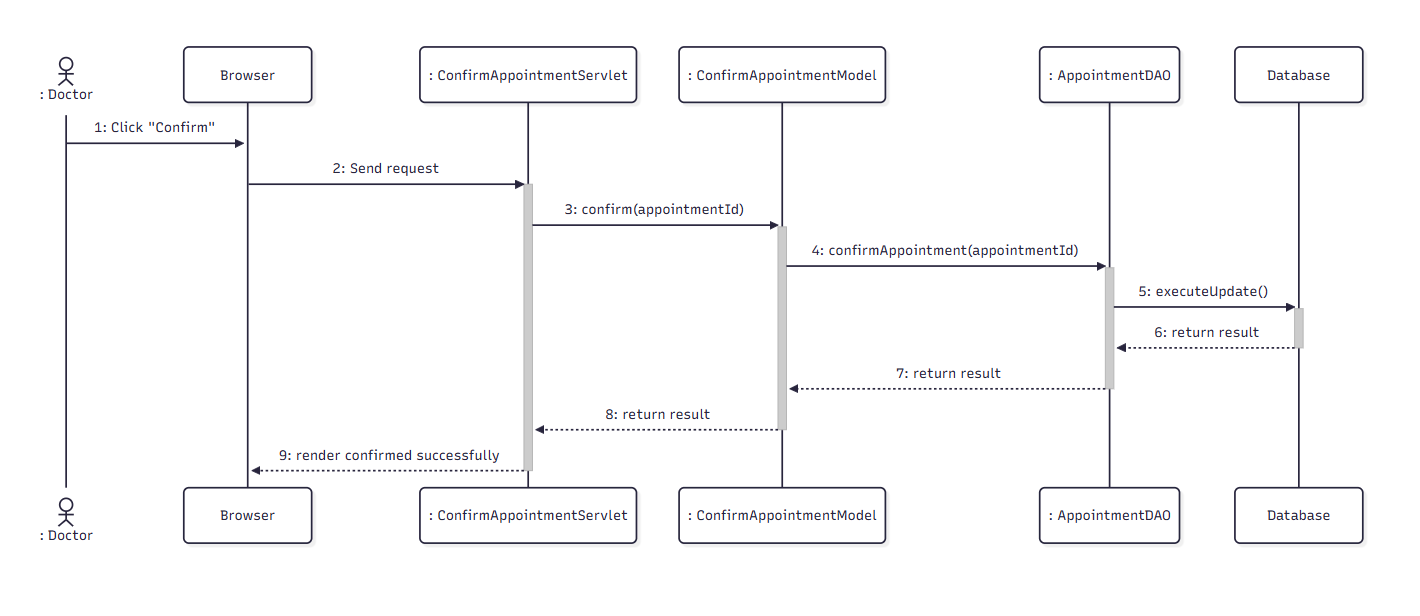 : Doctor
Browser
: ConfirmAppointmentServlet
: ConfirmAppointmentModel
: AppointmentDAO
Database
1: Click "Confirm"
2: Send request
3: confirm(appointmentId)
4: confirmAppointment(appointmentId)
5: executeUpdate()
6: return result
7: return result
8: return result
9: render confirmed successfully
: Doctor
Browser
: ConfirmAppointmentServlet
: ConfirmAppointmentModel
: AppointmentDAO
Database